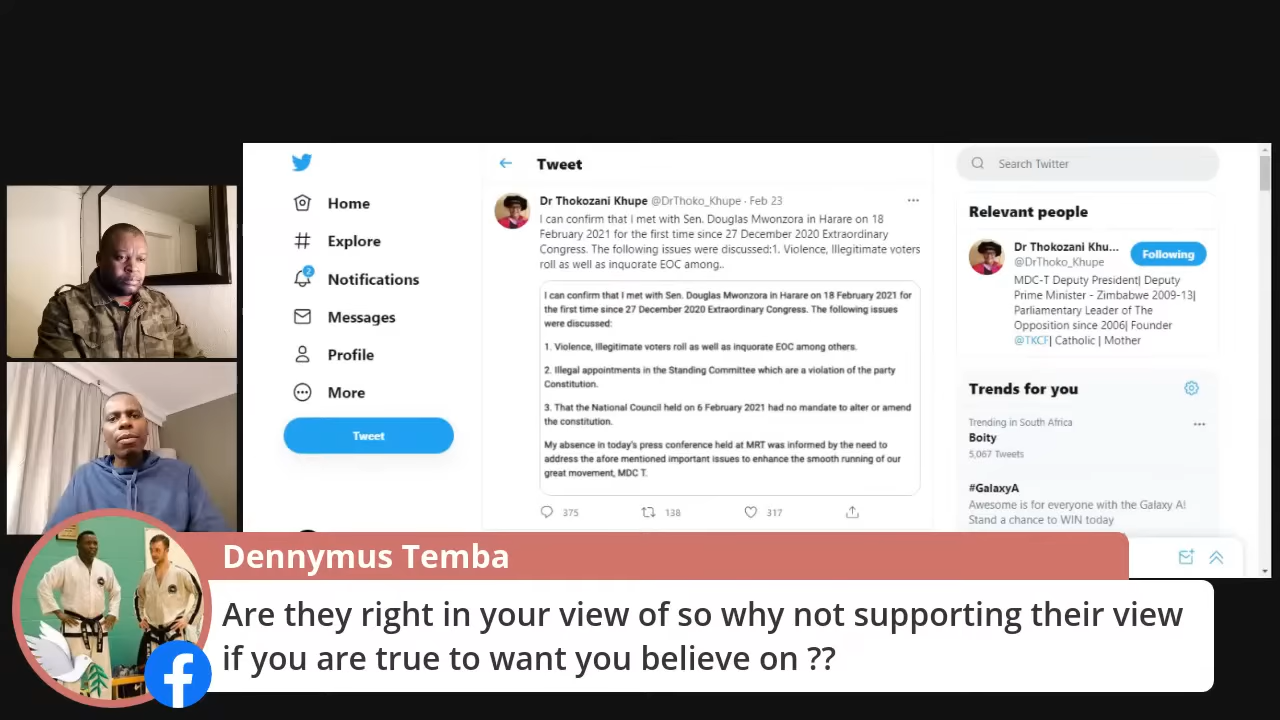 Home
Explore
2
Notifications
Messages
Profile
More
Tweet
Tweet
Dr Thokozani Khupe @DrThoko_Khupe · Feb 23
I can confirm that I met with Sen. Douglas Mwonzora in Harare on 18
February 2021 for the first time since 27 December 2020 Extraordinary
Congress. The following issues were discussed:1. Violence, Illegitimate voters
roll as well as inquorate EOC among..
I can confirm that I met with Sen. Douglas Mwonzora in Harare on 18 February 2021 for
the first time since 27 December 2020 Extraordinary Congress. The following issues
were discussed:
1. Violence, Illegitimate voters roll as well as inquorate EOC among others.
2. Illegal appointments in the Standing Committee which are a violation of the party
Constitution.
3. That the National Council held on 6 February 2021 had no mandate to alter or amend
the constitution.
My absence in today's press conference held at MRT was informed by the need to
address the afore mentioned important issues to enhance the smooth running of our
great movement, MDC T.
375 138 317
Search Twitter
Relevant people
Dr Thokozani Khu...
@DrThoko_Khupe
Following
MDC-T Deputy President| Deputy
Prime Minister - Zimbabwe 2009-13|
Parliamentary Leader of The
Opposition since 2006| Founder
@TKCF| Catholic | Mother
Trends for you
Trending in South Africa
Boity
5,067 Tweets
#GalaxyA
Awesome is for everyone with the Galaxy A!
Stand a chance to WIN today
Dennymus Temba
Are they right in your view of so why not supporting their view
if you are true to want you believe on ??